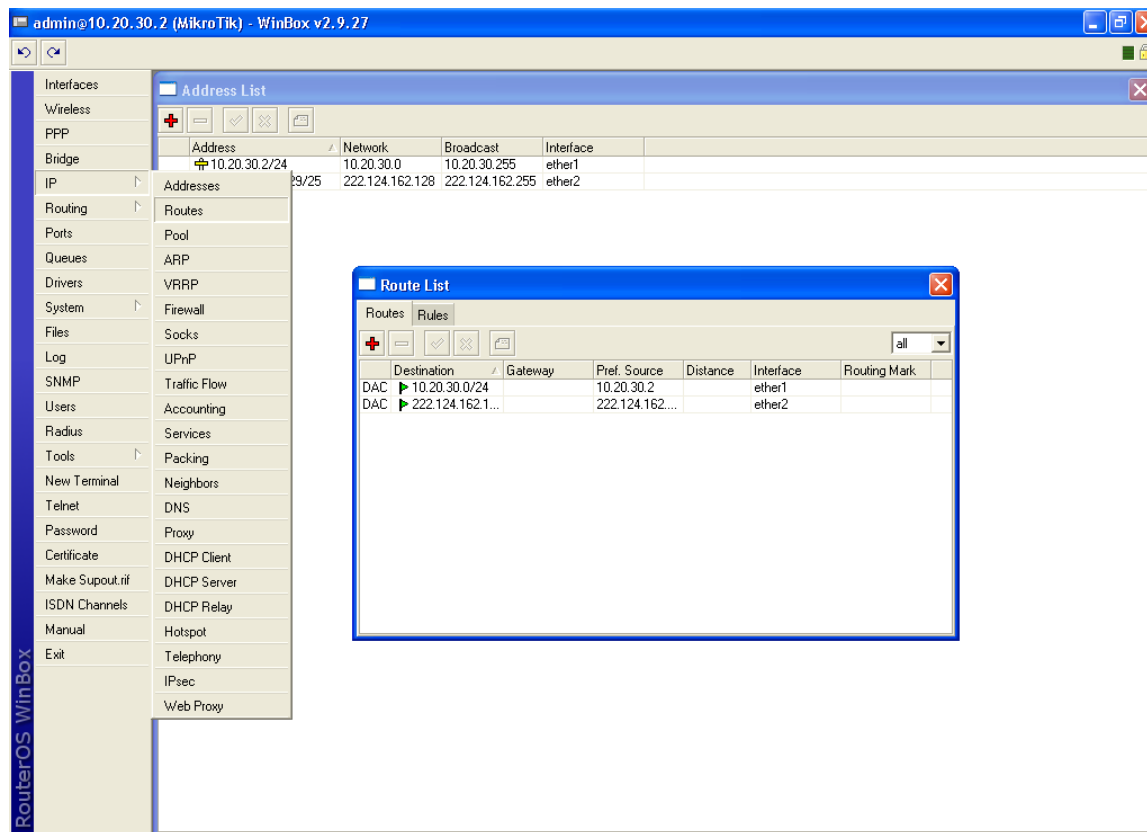 admin@10.20.30.2 (MikroTik) - WinBox v2.9.27
Interfaces
Wireless
PPP
Bridge
IP
Routing
Ports
Queues
Drivers
System
Files
Log
SNMP
Users
Radius
Tools
New Terminal
Telnet
Password
Certificate
Make Supout.rif
ISDN Channels
Manual
Exit
RouterOS WinBox
Address List
Address Network Broadcast Interface
10.20.30.2/24 10.20.30.0 10.20.30.255 ether1
29/25 222.124.162.128 222.124.162.255 ether2
Addresses
Routes
Pool
ARP
VRRP
Firewall
Socks
UPnP
Traffic Flow
Accounting
Services
Packing
Neighbors
DNS
Proxy
DHCP Client
DHCP Server
DHCP Relay
Hotspot
Telephony
IPsec
Web Proxy
Route List
Routes Rules
all
Destination Gateway Pref. Source Distance Interface Routing Mark
DAC 10.20.30.0/24 10.20.30.2 ether1
DAC 222.124.162.1... 222.124.162.... ether2